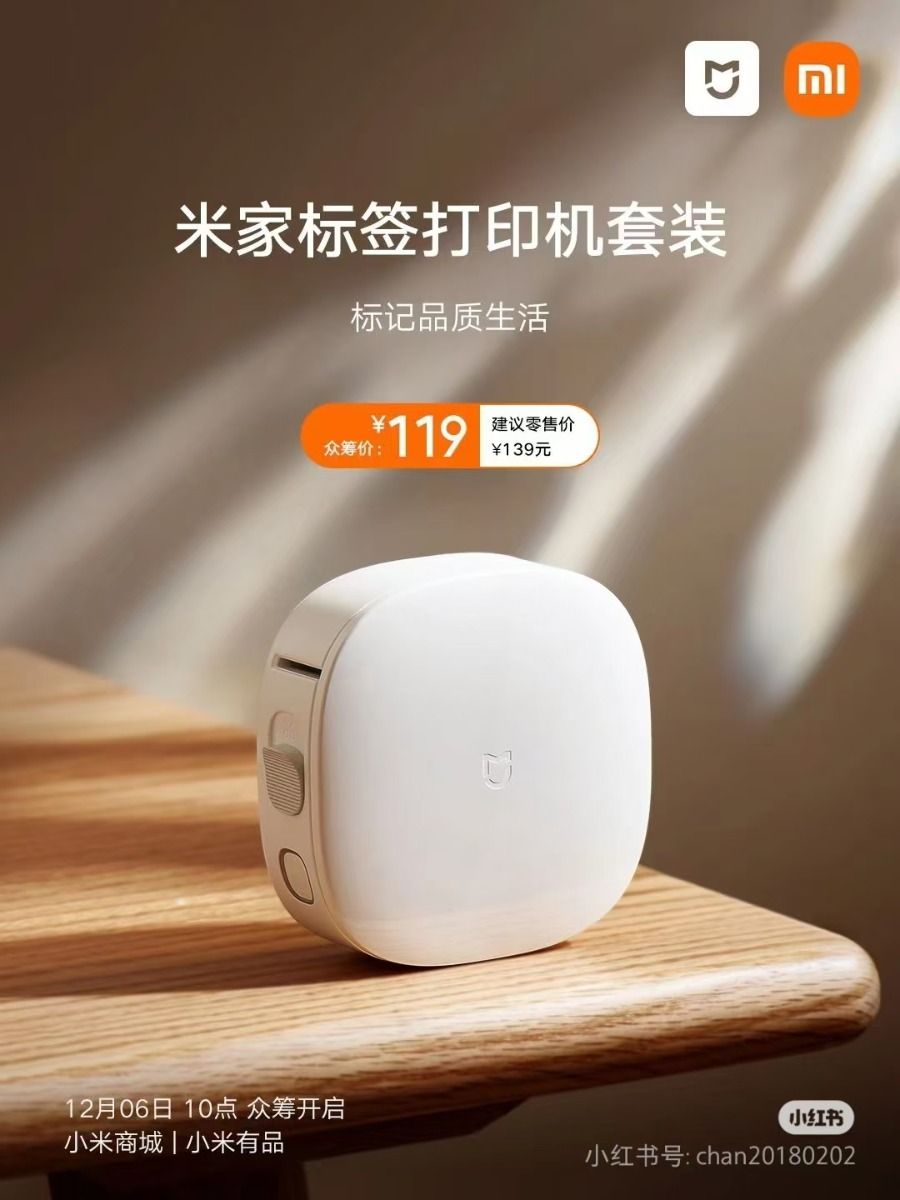 mi
米家标签打印机套装
标记品质生活
¥119
众筹价:
建议零售价
¥139元
12月06日 10点 众筹开启
小米商城 | 小米有品
小红书
小红书号: chan20180202